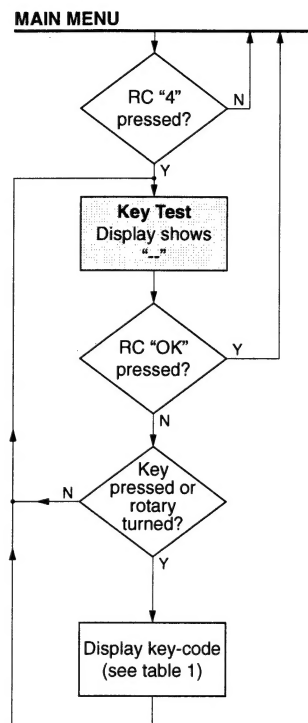 MAIN MENU
RC “4”
pressed?
N
Y
Key Test
Display shows
“--”
RC “OK”
pressed?
Y
N
Key
pressed or
rotary
turned?
N
Y
Display key-code
(see table 1)